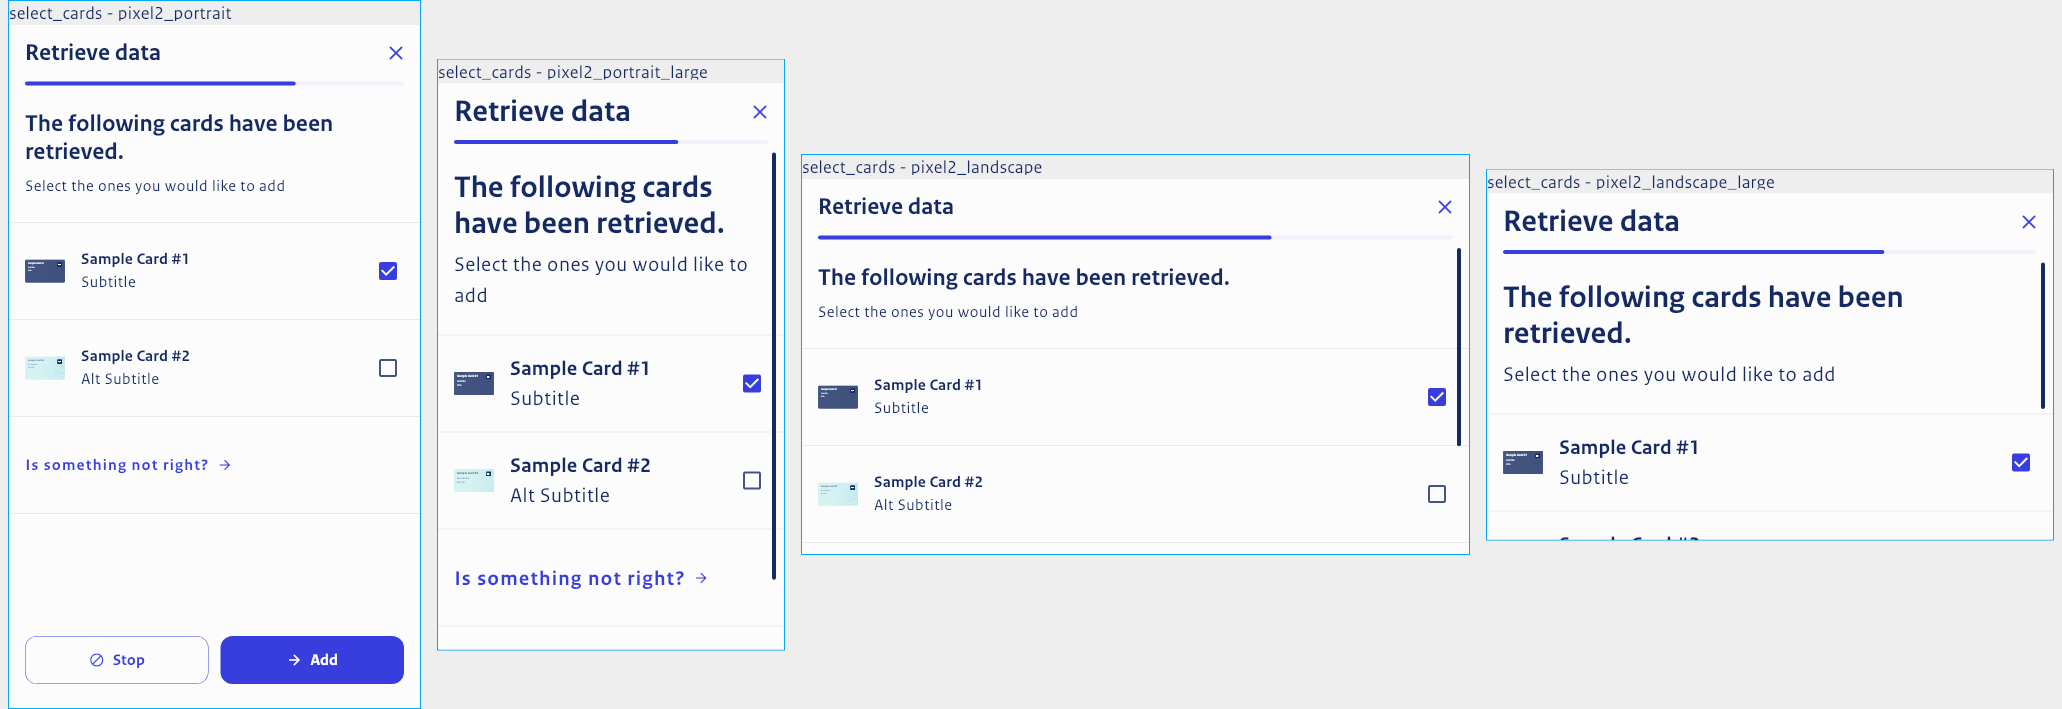 select_cards - pixel2_portrait
Retrieve data
The following cards have been
retrieved.
Select the ones you would like to add
Sample Card #1
Subtitle
Sample Card #2
Alt Subtitle
Is something not right?
Stop
Add
select_cards - pixel2_portrait_large
Retrieve data
The following cards
have been retrieved.
Select the ones you would like to
add
Sample Card #1
Subtitle
Sample Card #2
Alt Subtitle
Is something not right?
select_cards - pixel2_landscape
Retrieve data
The following cards have been retrieved.
Select the ones you would like to add
Sample Card #1
Subtitle
Sample Card #2
Alt Subtitle
select_cards - pixel2_landscape_large
Retrieve data
The following cards have been
retrieved.
Select the ones you would like to add
Sample Card #1
Subtitle